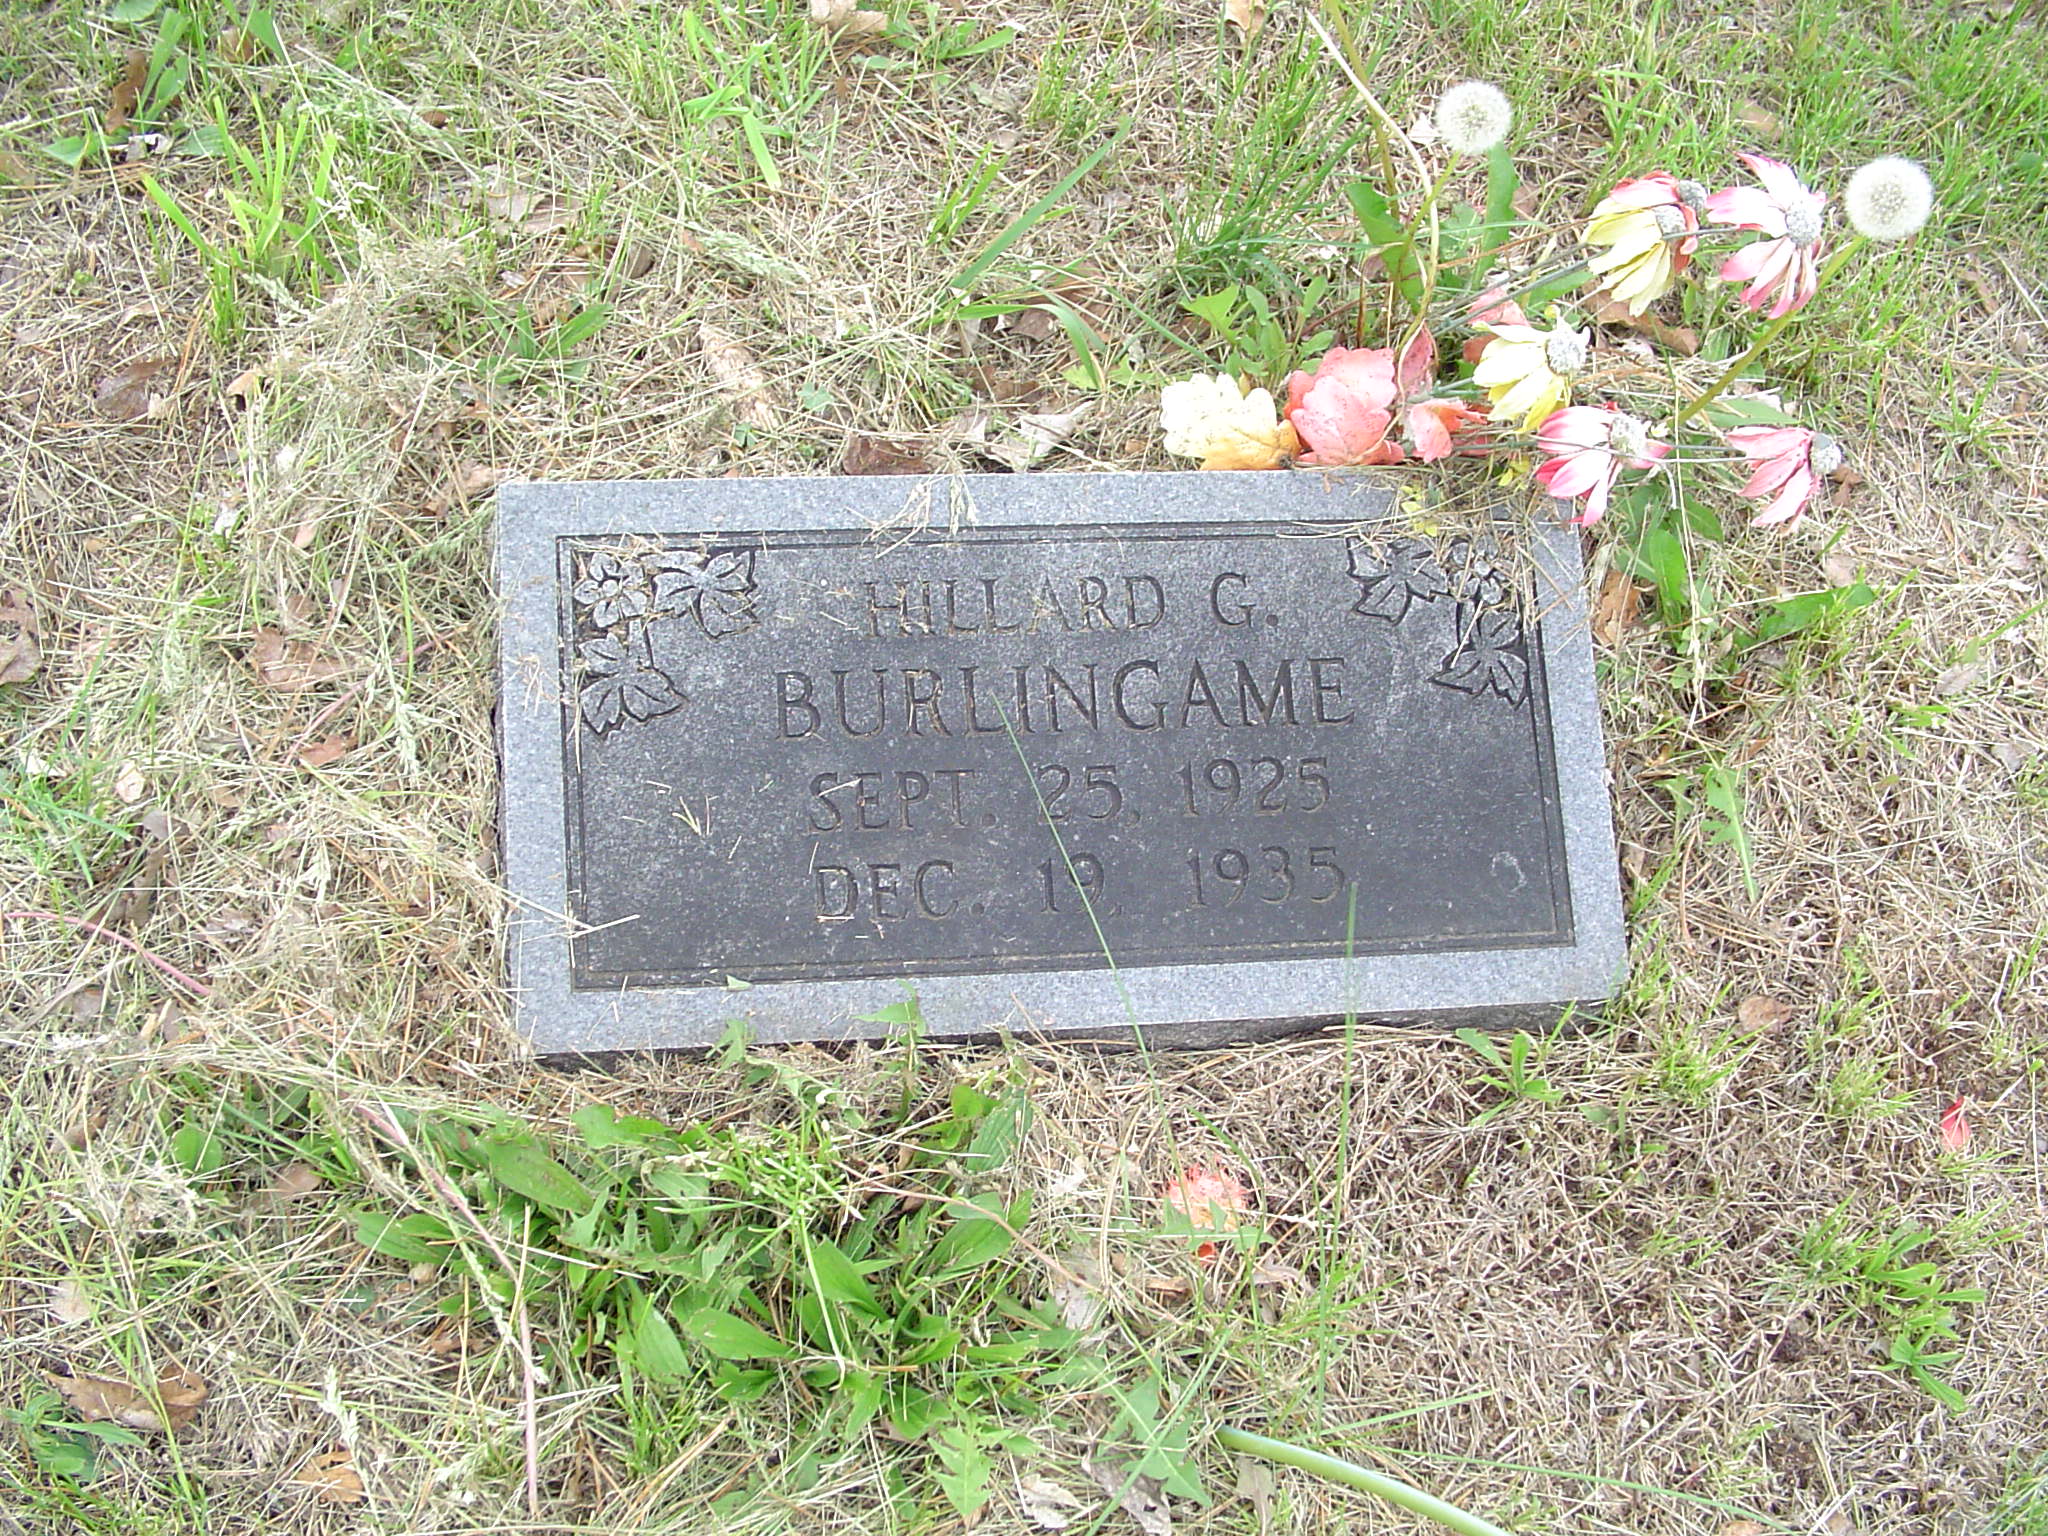 HILLARD G.
BURLINGAME
SEPT. 25, 1925
DEC. 19, 1935